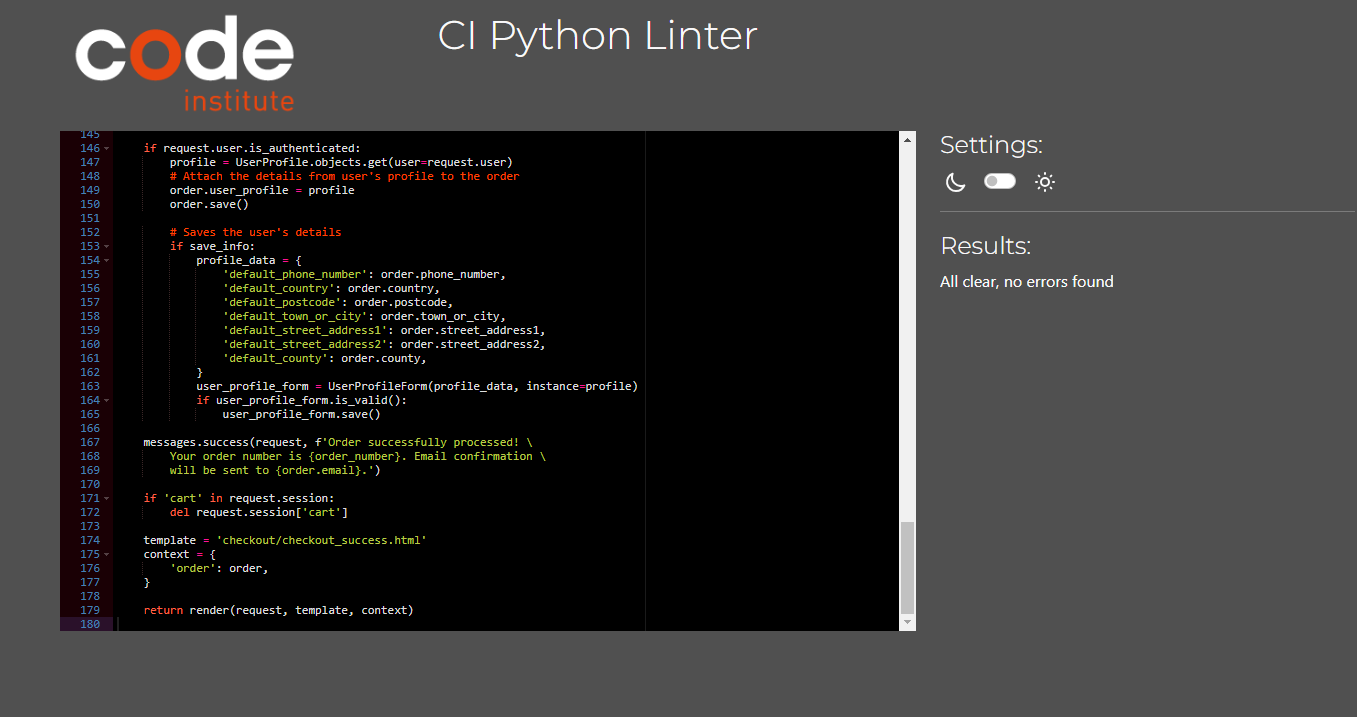 code
institute
CI Python Linter
145
146 if request.user.is_authenticated:
147 profile = UserProfile.objects.get(user=request.user)
148 # Attach the details from user's profile to the order
149 order.user_profile = profile
150 order.save()
151
152 # Saves the user's details
153 if save_info:
154 profile_data = {
155 'default_phone_number': order.phone_number,
156 'default_country': order.country,
157 'default_postcode': order.postcode,
158 'default_town_or_city': order.town_or_city,
159 'default_street_address1': order.street_address1,
160 'default_street_address2': order.street_address2,
161 'default_county': order.county,
162 }
163 user_profile_form = UserProfileForm(profile_data, instance=profile)
164 if user_profile_form.is_valid():
165 user_profile_form.save()
166
167 messages.success(request, f'Order successfully processed! \
168 Your order number is {order_number}. Email confirmation \
169 will be sent to {order.email}.')
170
171 if 'cart' in request.session:
172 del request.session['cart']
173
174 template = 'checkout/checkout_success.html'
175 context = {
176 'order': order,
177 }
178
179 return render(request, template, context)
180
Settings:
Results:
All clear, no errors found